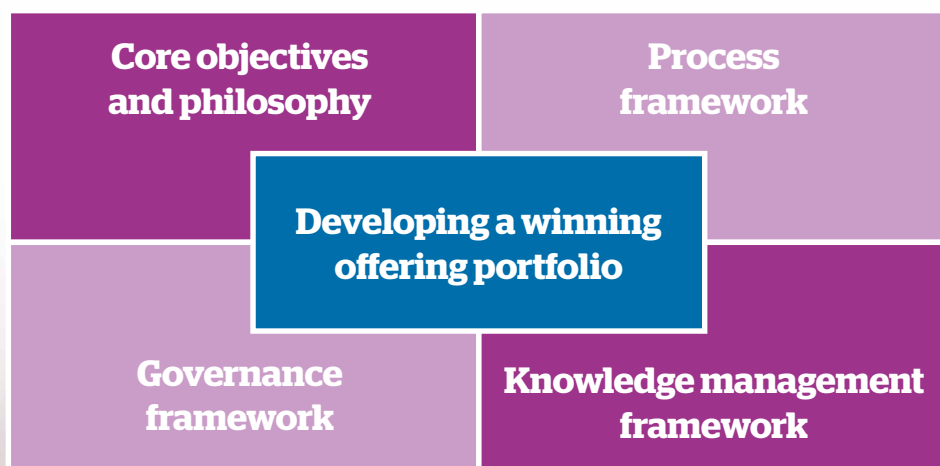 Core objectives
and philosophy
Process
framework
Developing a winning
offering portfolio
Governance
framework
Knowledge management
framework